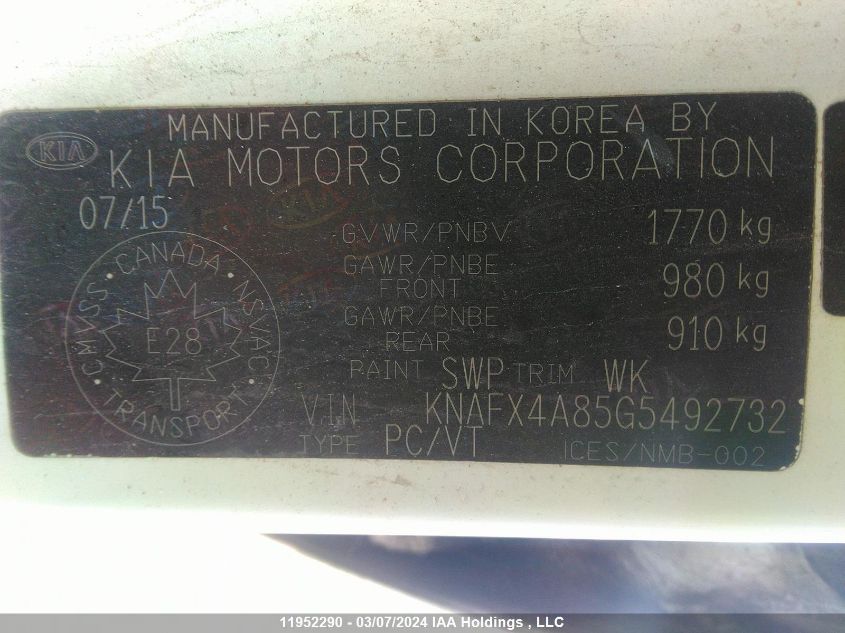 MANUFACTURED IN KOREA BY
KIA
KIA MOTORS CORPORATION
07/15
GVWR/PNBV 1770 kg
GAWR/PNBE FRONT 980 kg
GAWR/PNBE REAR 910 kg
PAINT SWP TRIM WK
VIN KNAFX4A85G5492732
TYPE PC/VT ICES/NMB-002
CANADA
CMVSS · NSVAC
E28
TRANSPORT
11952290 - 03/07/2024 IAA Holdings , LLC